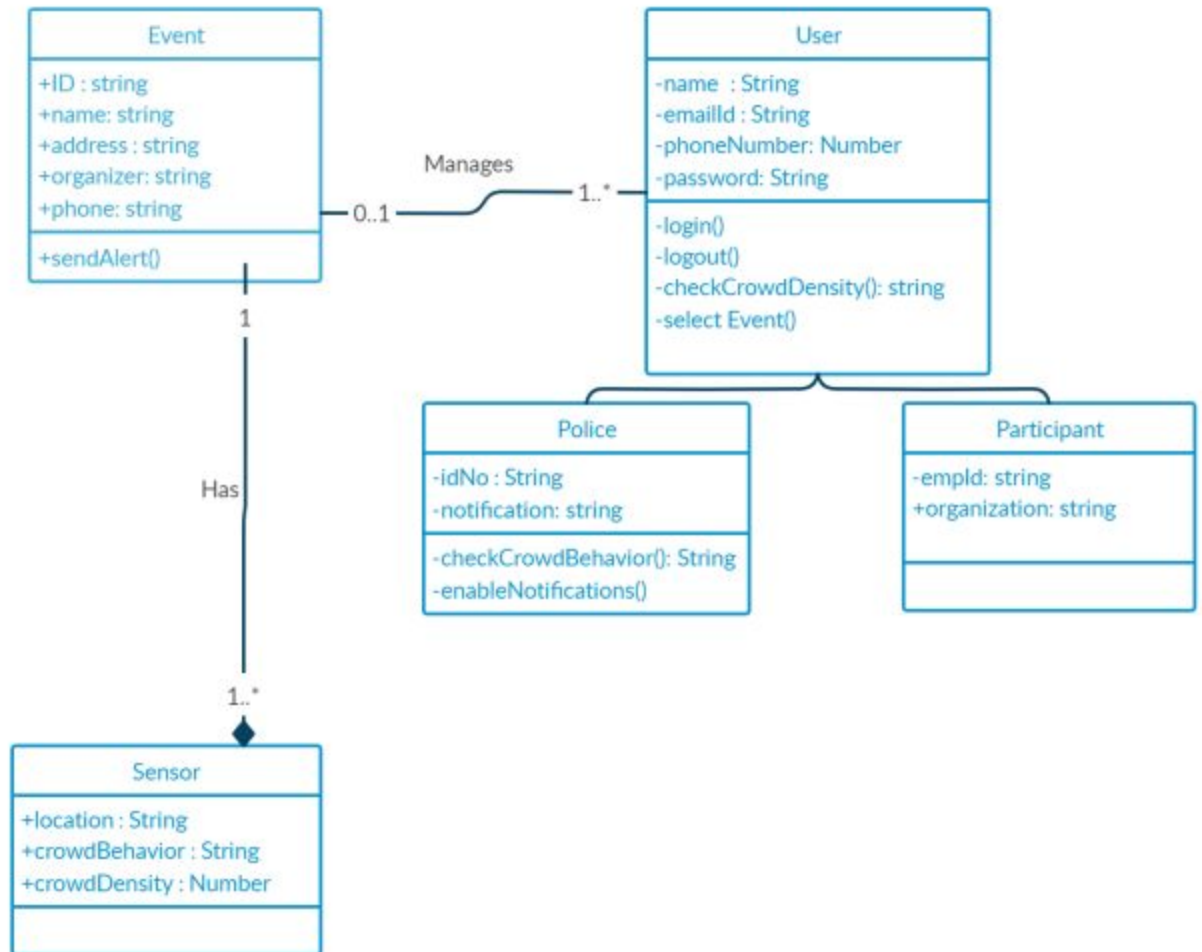 Event
+ID : string
+name: string
+address : string
+organizer: string
+phone: string
+sendAlert()
Manages
0..1
1..*
User
-name : String
-emailId : String
-phoneNumber: Number
-password: String
-login()
-logout()
-checkCrowdDensity(): string
-select Event()
1
Has
1..*
Police
-idNo : String
-notification: string
-checkCrowdBehavior(): String
-enableNotifications()
Participant
-empId: string
+organization: string
Sensor
+location : String
+crowdBehavior : String
+crowdDensity : Number